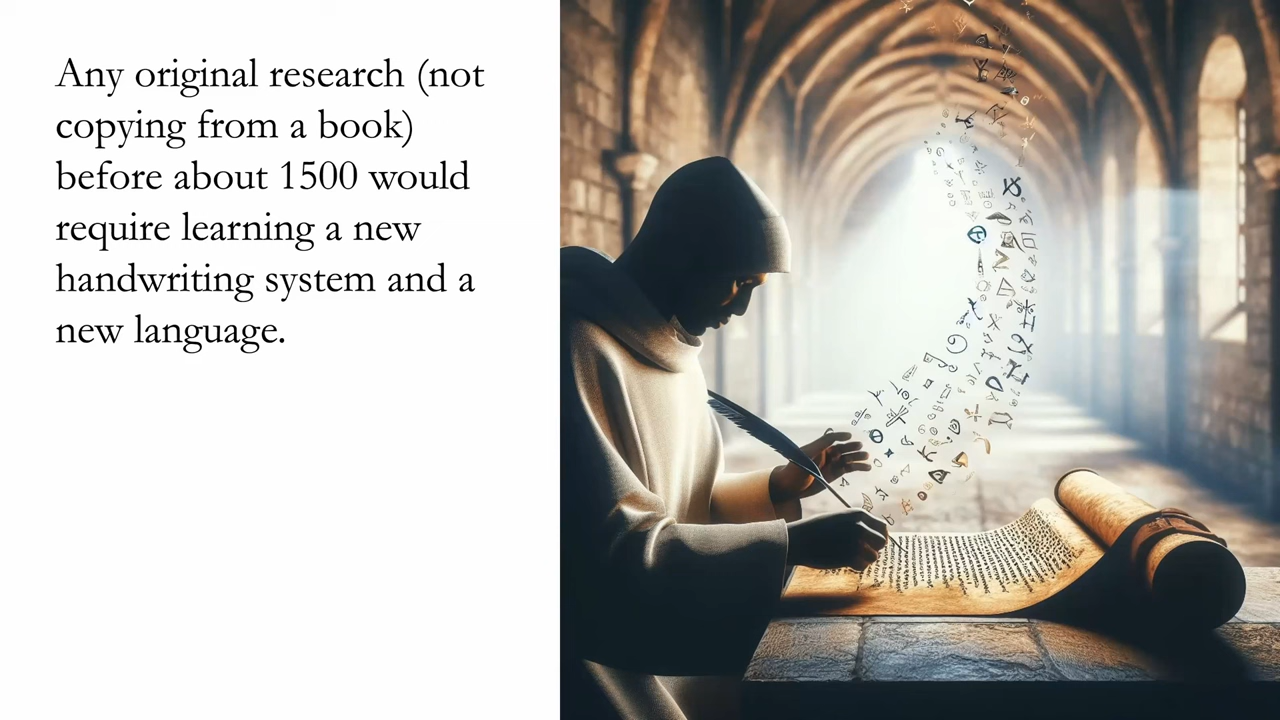 Any original research (not
copying from a book)
before about 1500 would
require learning a new
handwriting system and a
new language.